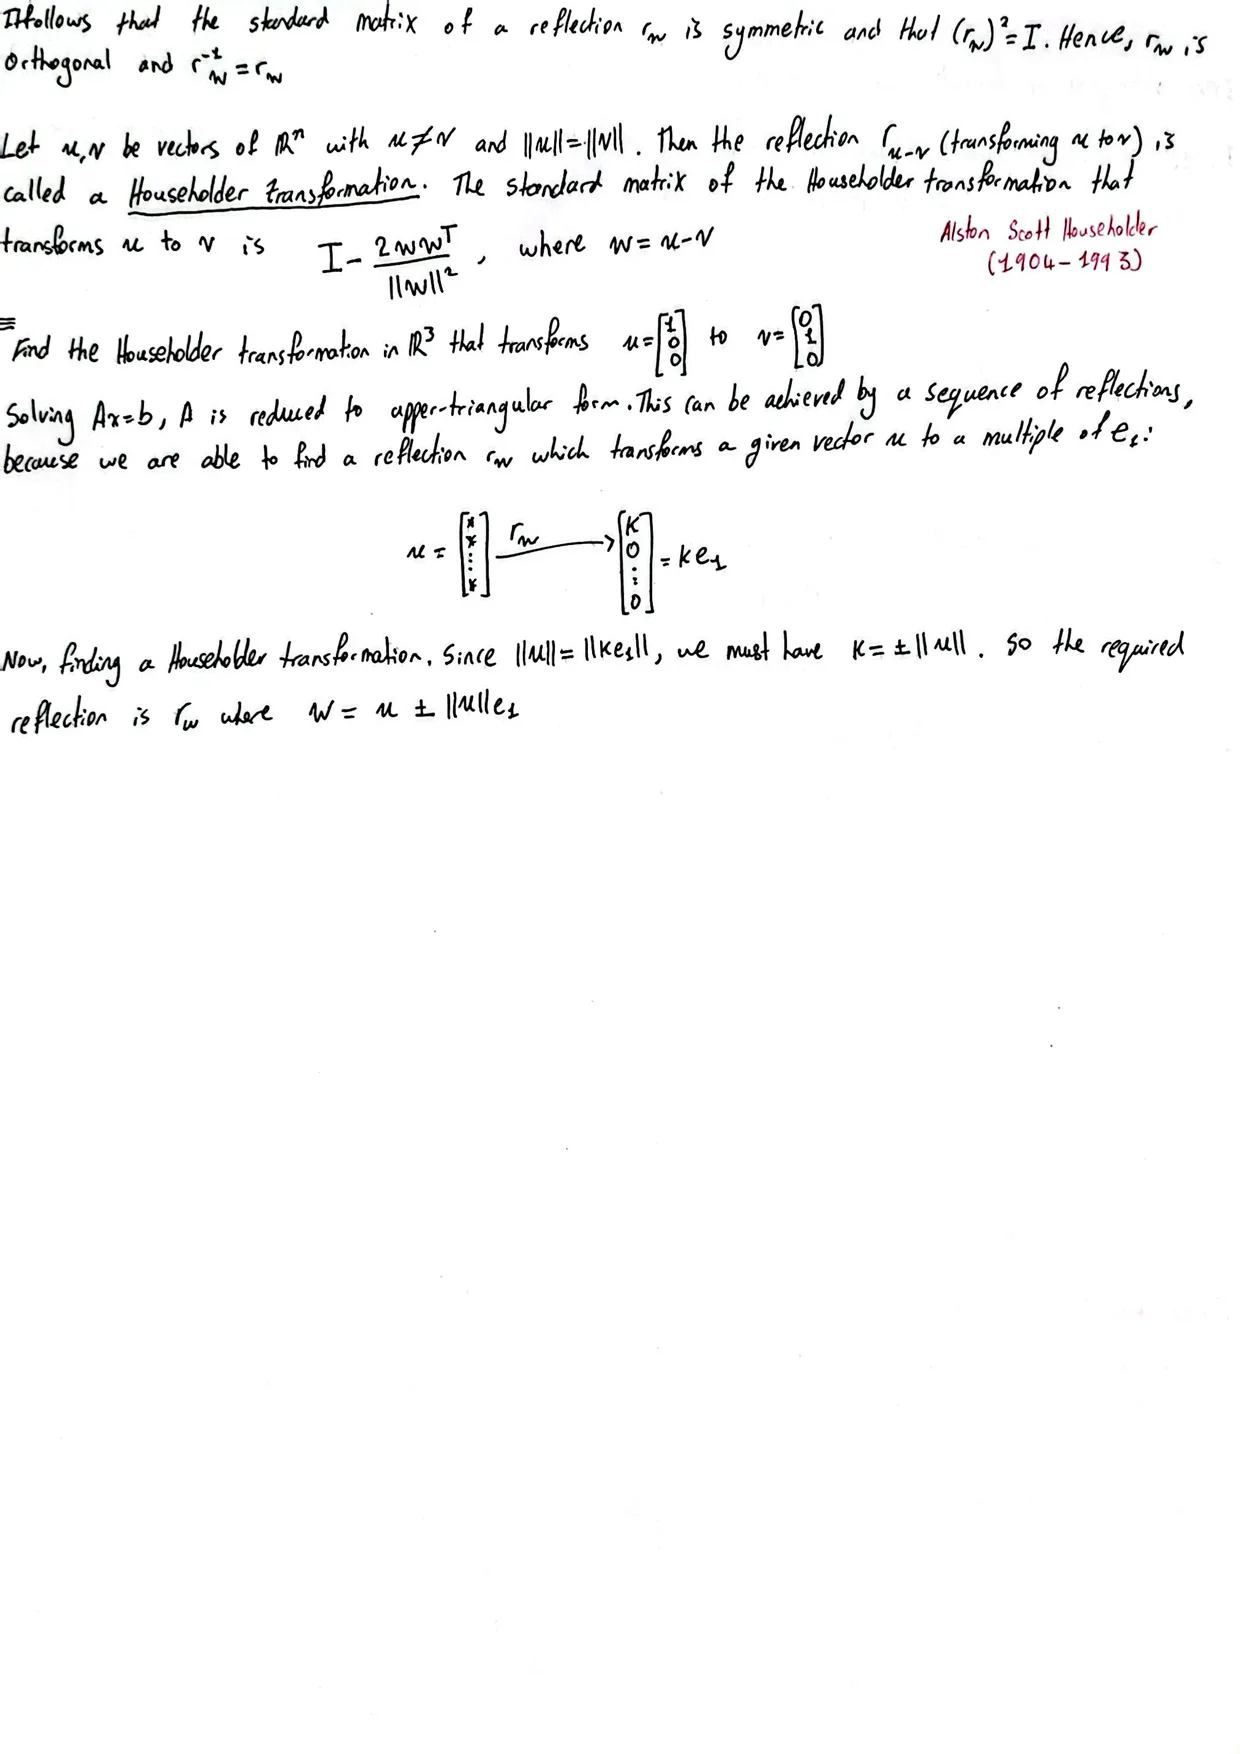 It follows that the standard matrix of a reflection r_w is symmetric and that (r_w)²=I. Hence, r_w is
orthogonal and r_w⁻¹=r_w
Let u,v be vectors of ℝⁿ with u≠v and ||u||=||v||. Then the reflection r_{u-v} (transforming u to v) is
called a Householder transformation. The standard matrix of the Householder transformation that
transforms u to v is I - 2ww^T / ||w||² , where w=u-v
Alston Scott Householder
(1904-1993)
Find the Householder transformation in ℝ³ that transforms u=[1 0 0] to v=[0 1 0]
Solving Ax=b, A is reduced to upper-triangular form. This can be achieved by a sequence of reflections,
because we are able to find a reflection r_w which transforms a given vector u to a multiple of e₁:
u = [* * ⋮ *] r_w → [k 0 ⋮ 0] = ke₁
Now, finding a Householder transformation. Since ||u||=||ke₁||, we must have k=±||u||. So the required
reflection is r_w where w = u ± ||u||e₁